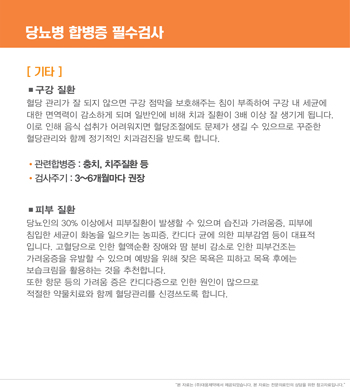 당뇨병 합병증 필수검사
[ 기타 ]
■ 구강 질환
혈당 관리가 잘 되지 않으면 구강 점막을 보호해주는 침이 부족하여 구강 내 세균에
대한 면역력이 감소하게 되며 일반인에 비해 치과 질환이 3배 이상 잘 생기게 됩니다.
이로 인해 음식 섭취가 어려워지면 혈당조절에도 문제가 생길 수 있으므로 꾸준한
혈당관리와 함께 정기적인 치과검진을 받도록 합니다.
• 관련합병증 : 충치, 치주질환 등
• 검사주기 : 3~6개월마다 권장
■ 피부 질환
당뇨인의 30% 이상에서 피부질환이 발생할 수 있으며 습진과 가려움증, 피부에
침입한 세균이 화농을 일으키는 농피증, 칸디다 균에 의한 피부감염 등이 대표적
입니다. 고혈당으로 인한 혈액순환 장애와 땀 분비 감소로 인한 피부건조는
가려움증을 유발할 수 있으며 예방을 위해 잦은 목욕은 피하고 목욕 후에는
보습크림을 활용하는 것을 추천합니다.
또한 항문 등의 가려움 증은 칸디다증으로 인한 원인이 많으므로
적절한 약물치료와 함께 혈당관리를 신경쓰도록 합니다.